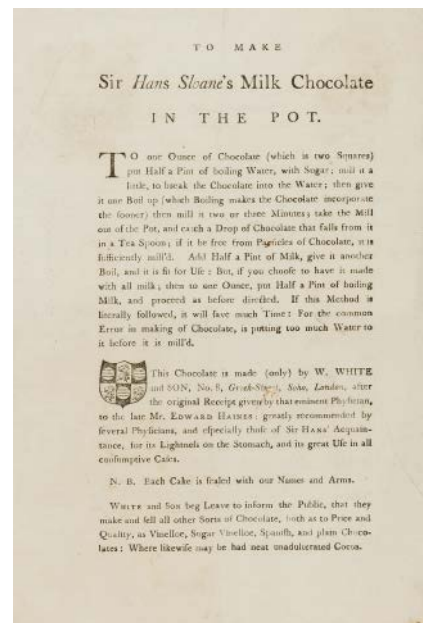 TO MAKE
Sir Hans Sloane's Milk Chocolate
IN THE POT.
TO one Ounce of Chocolate (which is two Squares)
put Half a Pint of boiling Water, with Sugar; mill it a
little, to break the Chocolate into the Water; then give
it one Boil up (which Boiling makes the Chocolate incorporate
the sooner) then mill it two or three Minutes; take the Mill
out of the Pot, and catch a Drop of Chocolate that falls from it
in a Tea Spoon; if it be free from Particles of Chocolate, it is
sufficiently mill'd. Add Half a Pint of Milk, give it another
Boil, and it is fit for Use: But, if you choose to have it made
with all milk; then to one Ounce, put Half a Pint of boiling
Milk, and proceed as before directed. If this Method is
literally followed, it will save much Time: For the common
Error in making of Chocolate, is putting too much Water to
it before it is mill'd.
This Chocolate is made (only) by W. WHITE
and SON, No. 8, Greek-Street, Soho, London, after
the original Receipt given by that eminent Physician,
to the late Mr. EDWARD HAINES: greatly recommended by
several Physicians, and especially those of Sir HANS' Acquain-
tance, for its Lightness on the Stomach, and its great Use in all
consumptive Cases.
N. B. Each Cake is sealed with our Names and Arms.
WHITE and SON beg Leave to inform the Public, that they
make and sell all other Sorts of Chocolate, both as to Price and
Quality, as Vinelloe, Sugar Vinelloe, Spanish, and plain Choco-
lates: Where likewise may be had neat unadulterated Cocoa.